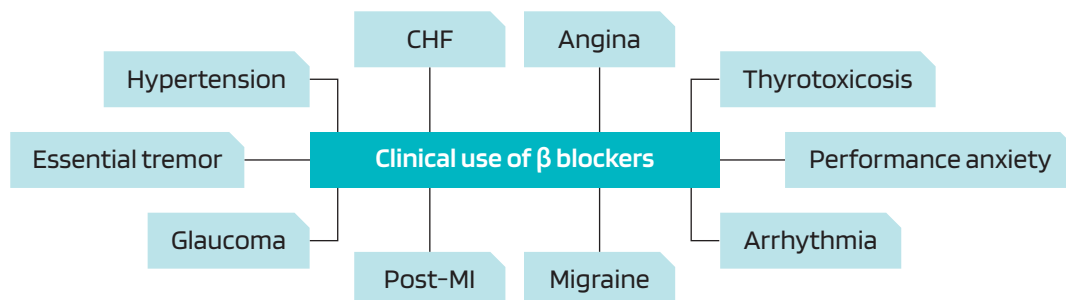 CHF
Angina
Hypertension
Thyrotoxicosis
Essential tremor
Clinical use of β blockers
Performance anxiety
Glaucoma
Arrhythmia
Post-MI
Migraine